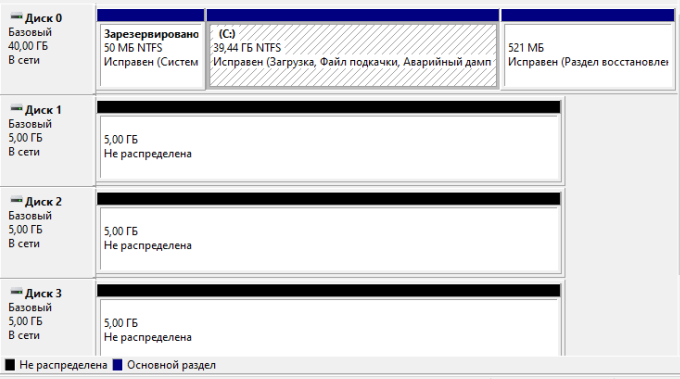 Диск 0
Базовый
40,00 ГБ
В сети
Зарезервировано
50 МБ NTFS
Исправен (Систем
(C:)
39,44 ГБ NTFS
Исправен (Загрузка, Файл подкачки, Аварийный дамп
521 МБ
Исправен (Раздел восстановлен
Диск 1
Базовый
5,00 ГБ
В сети
5,00 ГБ
Не распределена
Диск 2
Базовый
5,00 ГБ
В сети
5,00 ГБ
Не распределена
Диск 3
Базовый
5,00 ГБ
В сети
5,00 ГБ
Не распределена
Не распределена Основной раздел